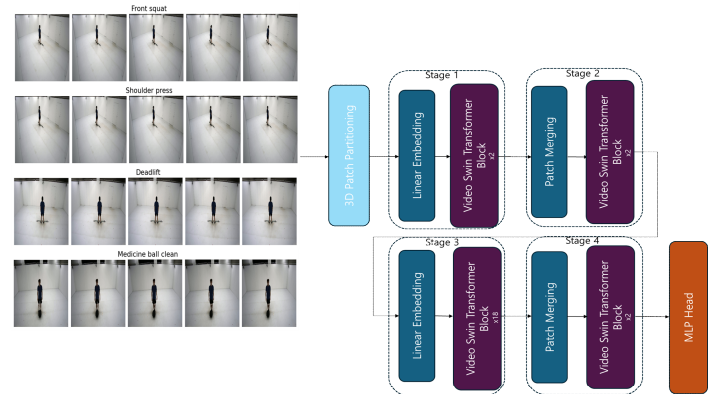 Front squat
Shoulder press
Deadlift
Medicine ball clean
3D Patch Partitioning
Stage 1
Linear Embedding
Video Swin Transformer
Block
x2
Stage 2
Patch Merging
Video Swin Transformer
Block
x2
Stage 3
Linear Embedding
Video Swin Transformer
Block
x18
Stage 4
Patch Merging
Video Swin Transformer
Block
x2
MLP Head